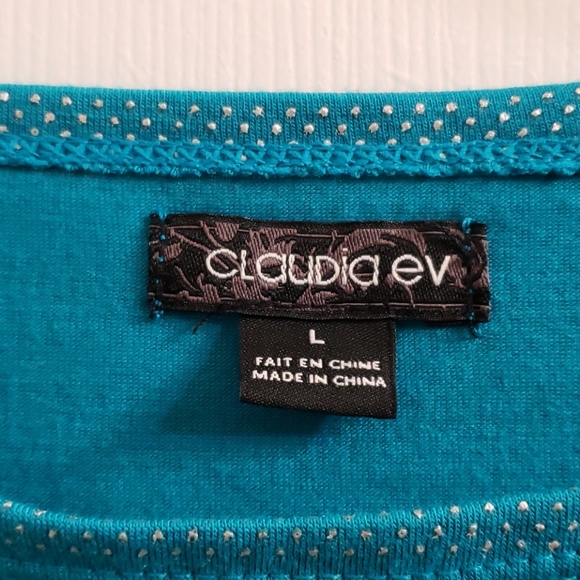 CLauDia ev
L
FAIT EN CHINE
MADE IN CHINA